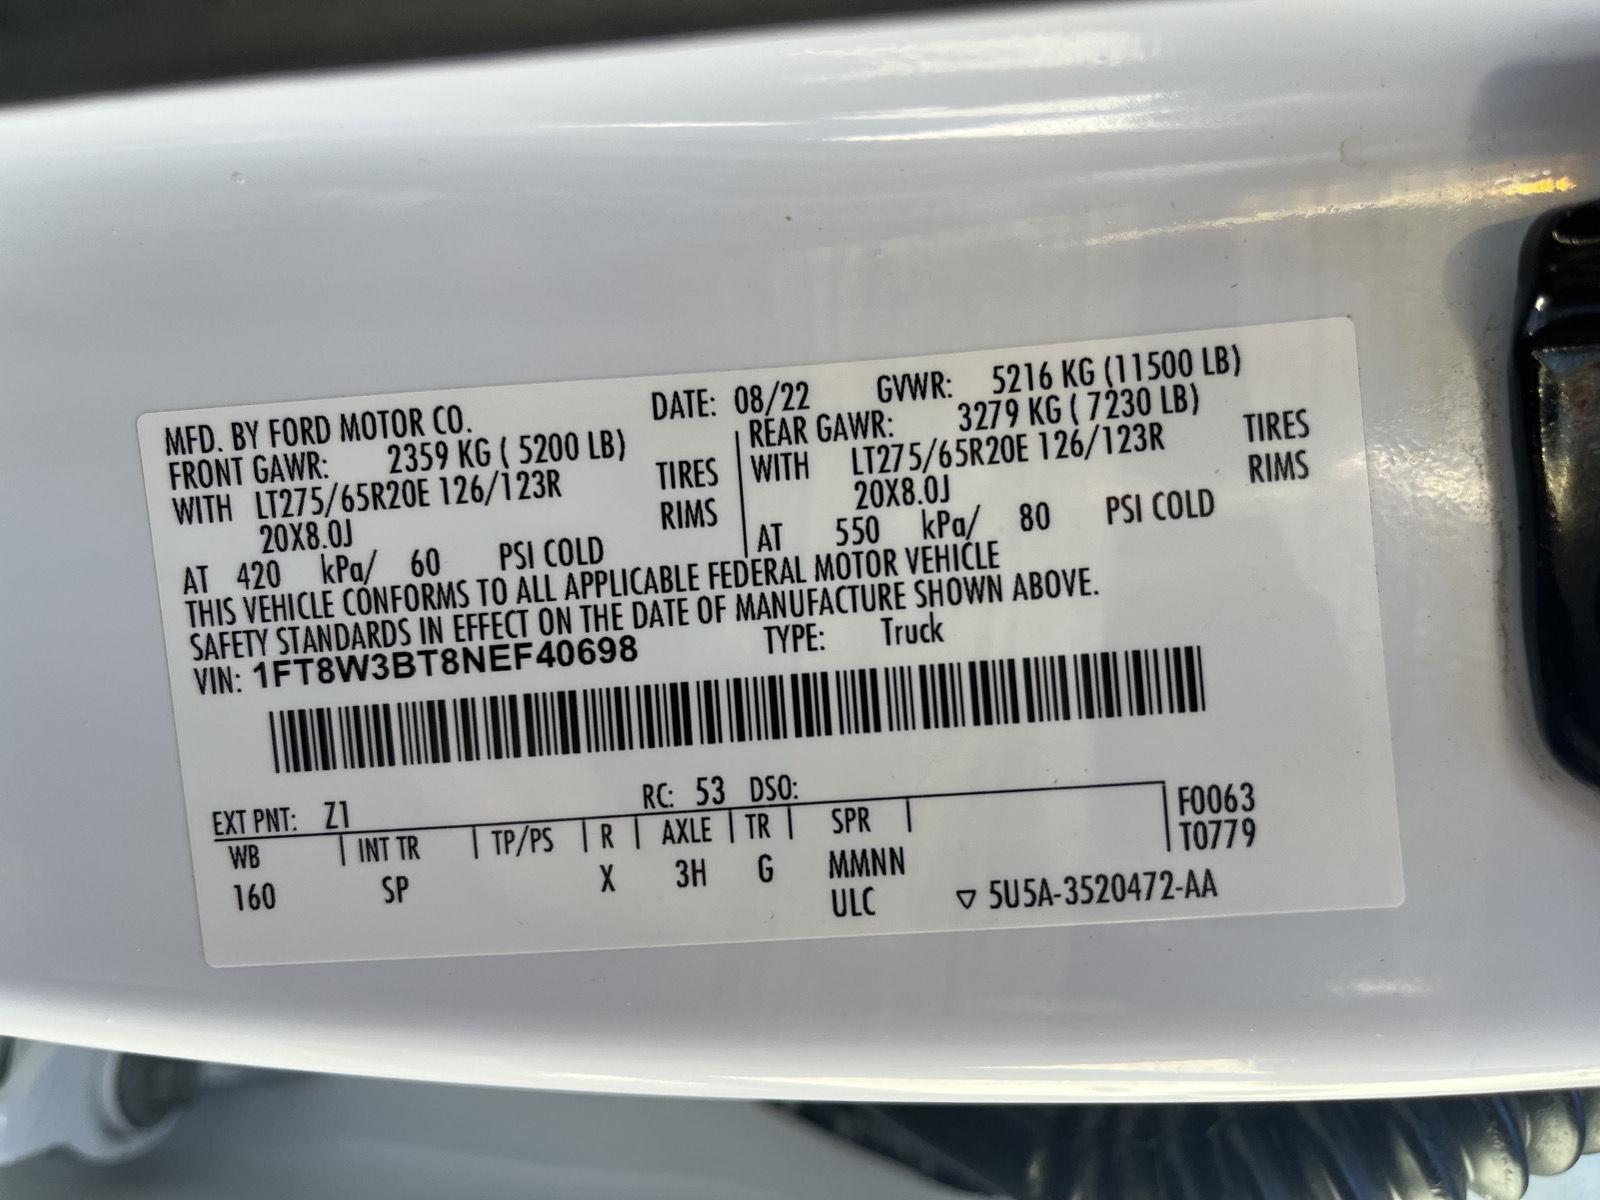 MFD. BY FORD MOTOR CO. DATE: 08/22 GVWR: 5216 KG (11500 LB)
FRONT GAWR: 2359 KG ( 5200 LB) REAR GAWR: 3279 KG ( 7230 LB)
WITH LT275/65R20E 126/123R TIRES WITH LT275/65R20E 126/123R TIRES
20X8.0J RIMS 20X8.0J RIMS
AT 420 kPa/ 60 PSI COLD AT 550 kPa/ 80 PSI COLD
THIS VEHICLE CONFORMS TO ALL APPLICABLE FEDERAL MOTOR VEHICLE
SAFETY STANDARDS IN EFFECT ON THE DATE OF MANUFACTURE SHOWN ABOVE.
VIN: 1FT8W3BT8NEF40698 TYPE: Truck
EXT PNT: Z1 RC: 53 DSO:
WB INT TR TP/PS R AXLE TR SPR F0063
160 SP X 3H G MMNN T0779
ULC ▽ 5U5A-3520472-AA